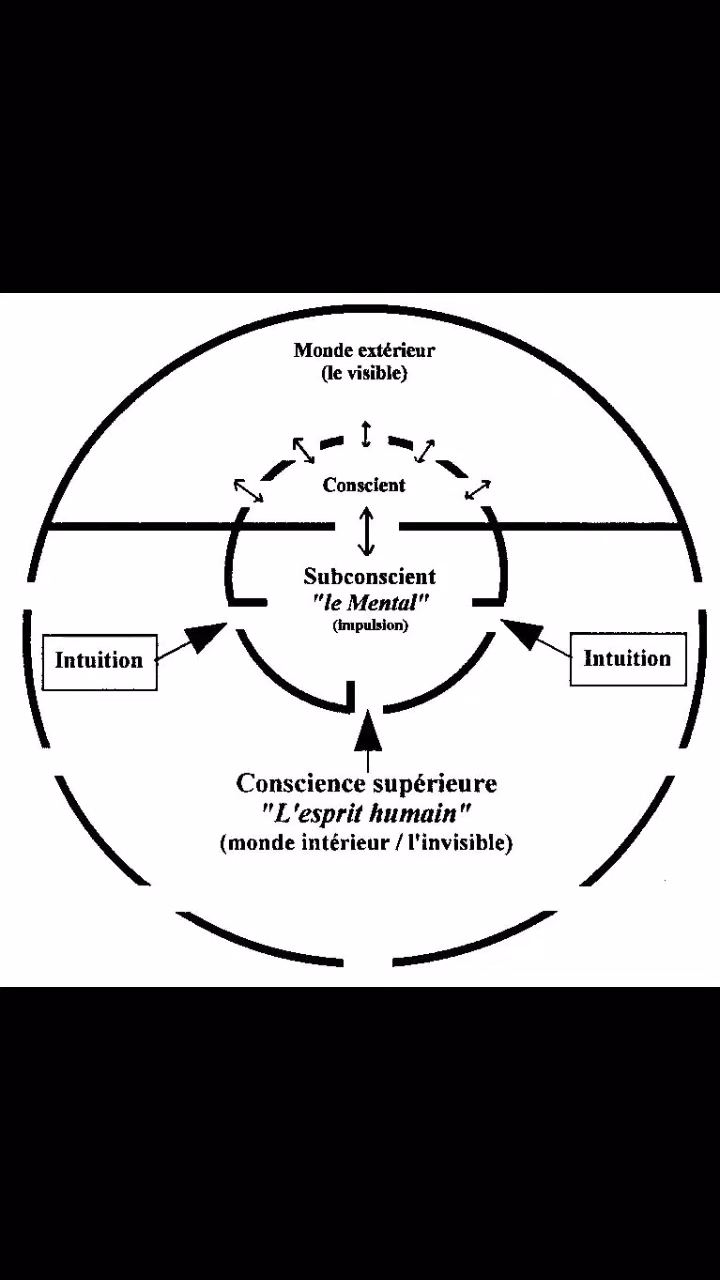 Monde extérieur
(le visible)
Conscient
Subconscient
"le Mental"
(impulsion)
Intuition
Intuition
Conscience supérieure
"L'esprit humain"
(monde intérieur / l'invisible)